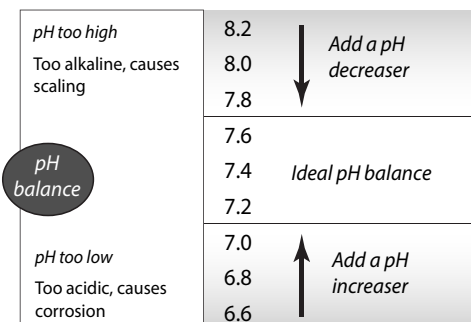 pH too high
Too alkaline, causes
scaling
8.2
8.0
7.8
Add a pH
decreaser
pH
balance
7.6
7.4
7.2
Ideal pH balance
pH too low
Too acidic, causes
corrosion
7.0
6.8
6.6
Add a pH
increaser